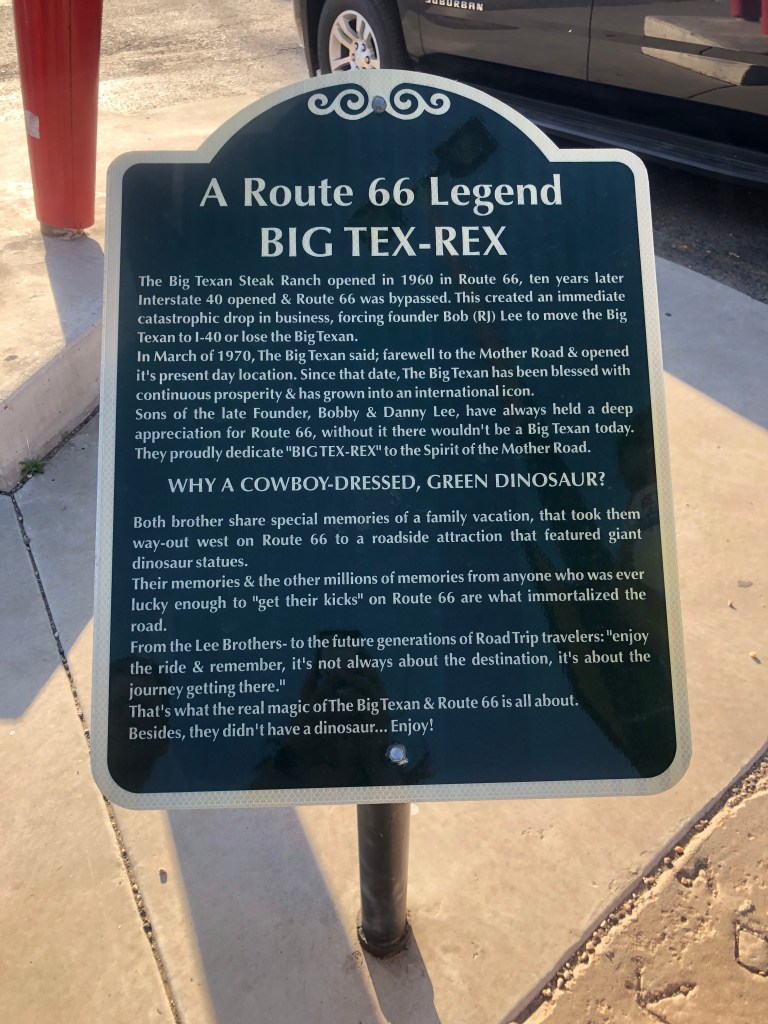 SUBURBAN
A Route 66 Legend
BIG TEX-REX
The Big Texan Steak Ranch opened in 1960 in Route 66, ten years later
Interstate 40 opened & Route 66 was bypassed. This created an immediate
catastrophic drop in business, forcing founder Bob (RJ) Lee to move the Big
Texan to I-40 or lose the Big Texan.
In March of 1970, The Big Texan said; farewell to the Mother Road & opened
it's present day location. Since that date, The Big Texan has been blessed with
continuous prosperity & has grown into an international icon.
Sons of the late Founder, Bobby & Danny Lee, have always held a deep
appreciation for Route 66, without it there wouldn't be a Big Texan today.
They proudly dedicate "BIG TEX-REX" to the Spirit of the Mother Road.
WHY A COWBOY-DRESSED, GREEN DINOSAUR?
Both brother share special memories of a family vacation, that took them
way-out west on Route 66 to a roadside attraction that featured giant
dinosaur statues.
Their memories & the other millions of memories from anyone who was ever
lucky enough to "get their kicks" on Route 66 are what immortalized the
road.
From the Lee Brothers- to the future generations of Road Trip travelers: "enjoy
the ride & remember, it's not always about the destination, it's about the
journey getting there."
That's what the real magic of The Big Texan & Route 66 is all about.
Besides, they didn't have a dinosaur... Enjoy!